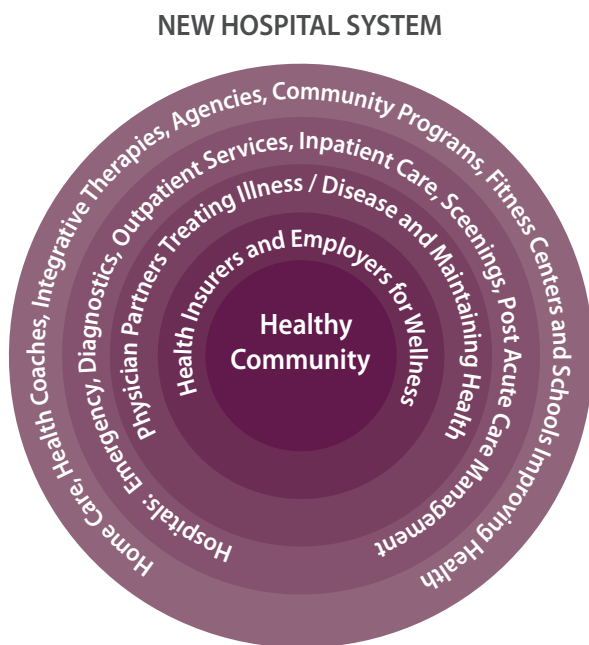 NEW HOSPITAL SYSTEM
Home Care, Health Coaches, Integrative Therapies, Agencies, Community Programs, Fitness Centers and Schools Improving Health
Hospitals: Emergency, Diagnostics, Outpatient Services, Inpatient Care, Sceenings, Post Acute Care Management
Physician Partners Treating Illness / Disease and Maintaining Health
Health Insurers and Employers for Wellness
Healthy
Community